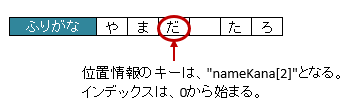 ふりがな やまだ たろ
位置情報のキーは、"nameKana[2]"となる。
インデックスは、0から始まる。